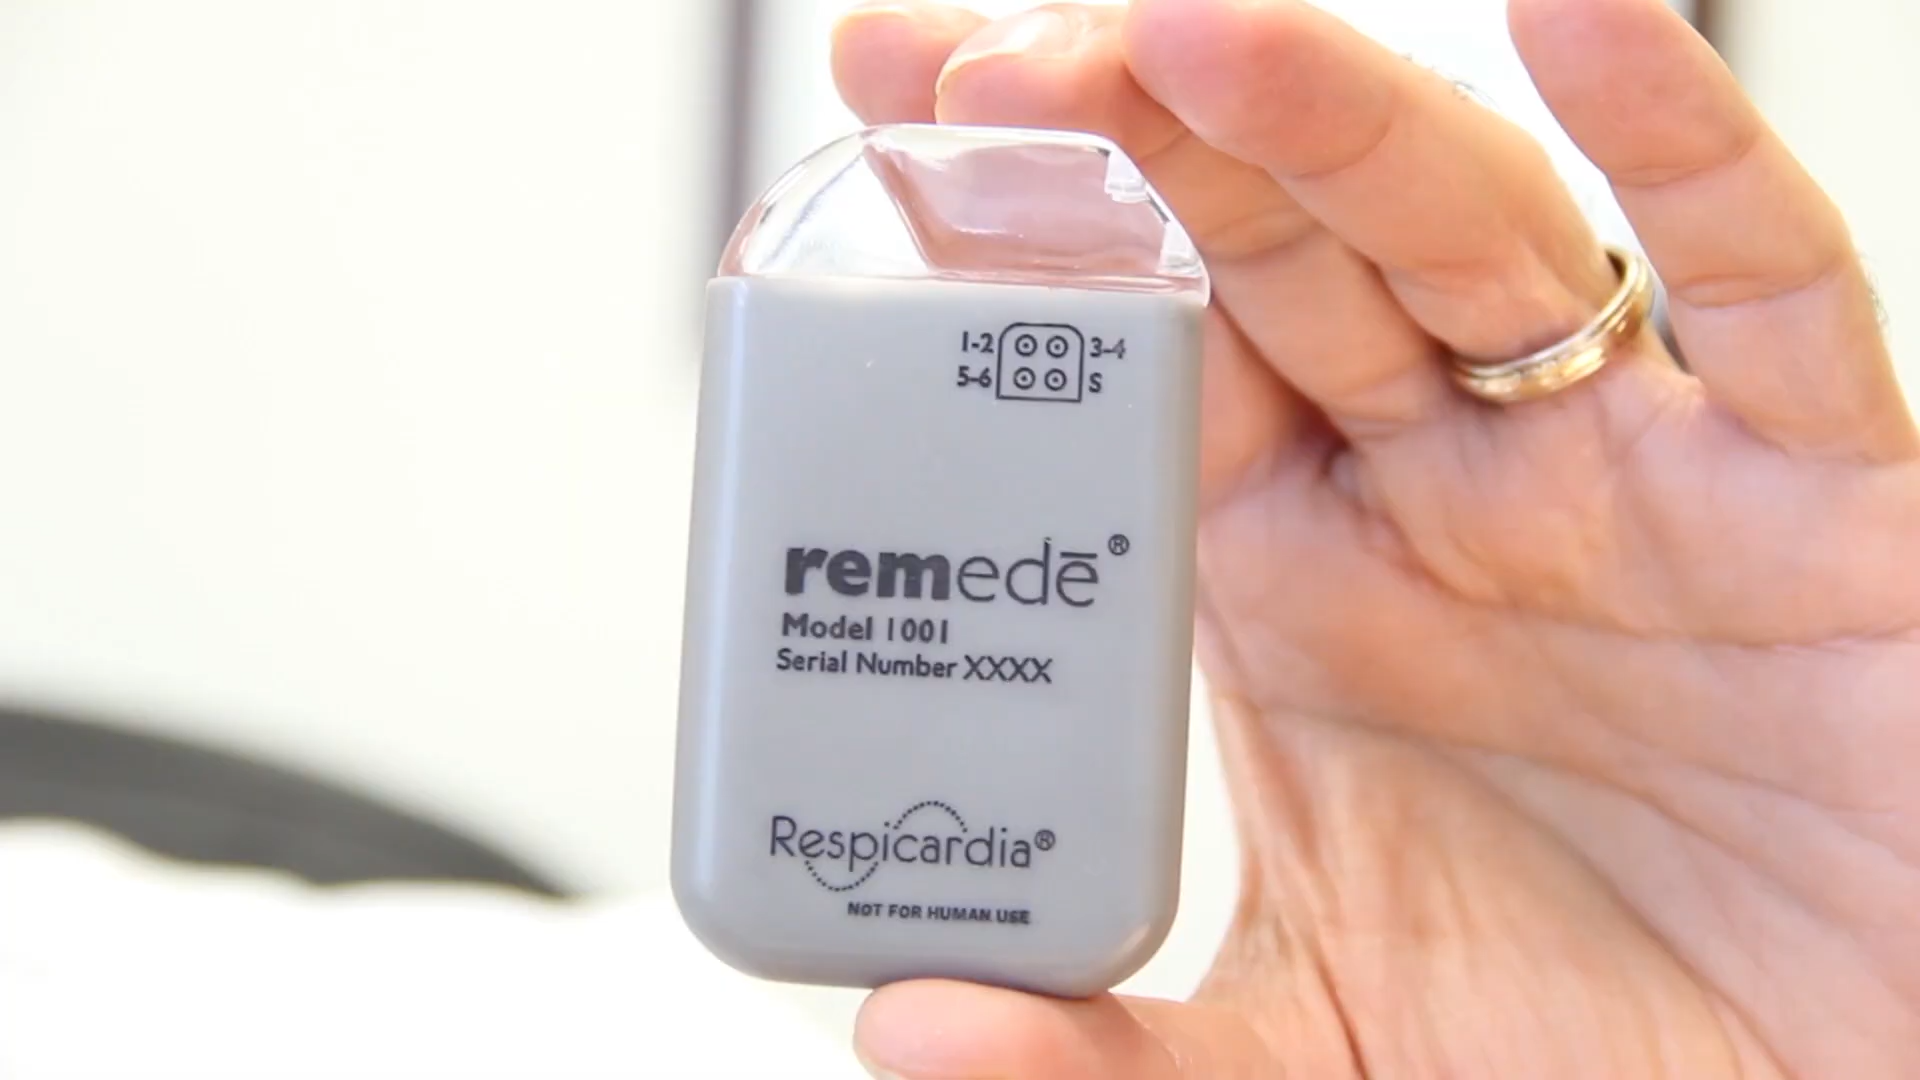 1-2 3-4
5-6 S
remedē®
Model 1001
Serial Number XXXX
Respicardia®
NOT FOR HUMAN USE